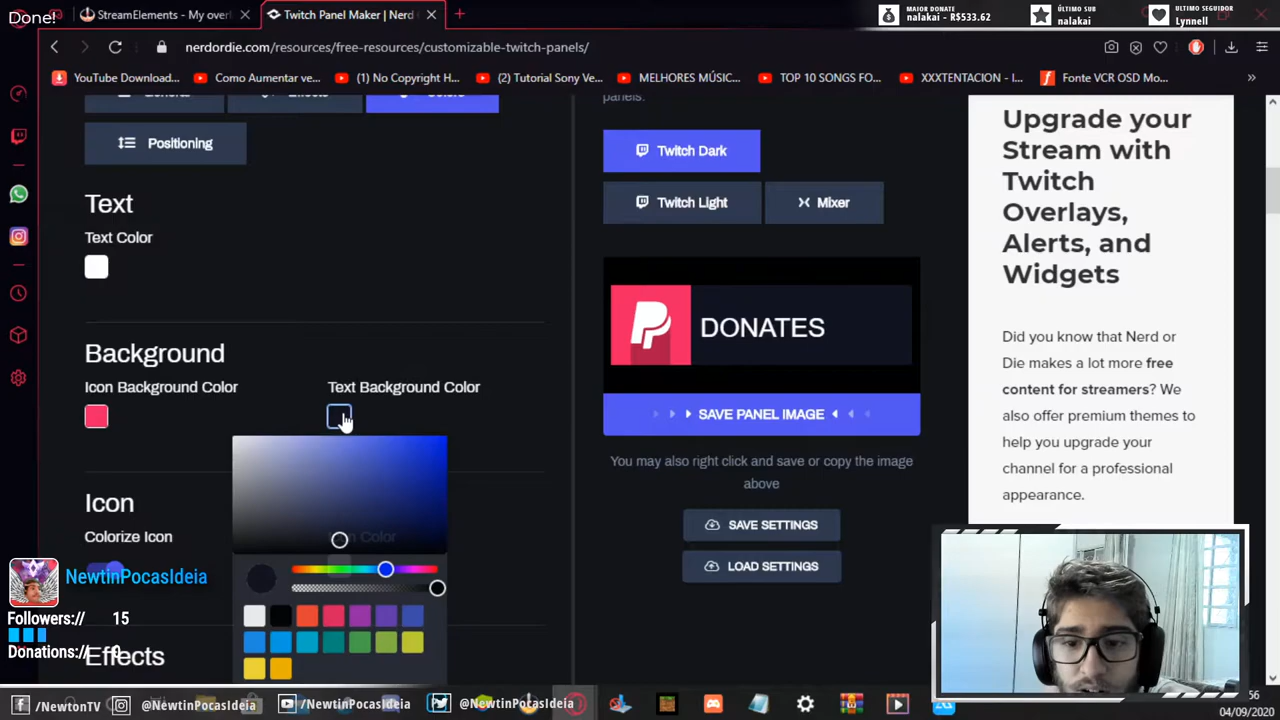 Done!
StreamElements - My overl
Twitch Panel Maker | Nerd
MAIOR DONATE
nalakai - R$533.62
ULTIMO SUB
nalakai
ULTIMO SEGUIDOR
Lynnell
nerdordie.com/resources/free-resources/customizable-twitch-panels/
YouTube Download...
Como Aumentar ve...
(1) No Copyright H...
(2) Tutorial Sony Ve...
MELHORES MÚSIC...
TOP 10 SONGS FO...
XXXTENTACION - I...
Fonte VCR OSD Mo...
»
panels.
Positioning
Text
Text Color
Background
Icon Background Color
Text Background Color
Icon
Colorize Icon
Effects
Twitch Dark
Twitch Light
Mixer
DONATES
SAVE PANEL IMAGE
You may also right click and save or copy the image
above
SAVE SETTINGS
LOAD SETTINGS
Upgrade your
Stream with
Twitch
Overlays,
Alerts, and
Widgets
Did you know that Nerd or
Die makes a lot more free
content for streamers? We
also offer premium themes to
help you upgrade your
channel for a professional
appearance.
NewtinPocasIdeia
Followers:// 15
Donations://
/NewtonTV
@NewtinPocasIdeia
/NewtinPocasIdeia
@NewtinPocasIdeia
56
04/09/2020